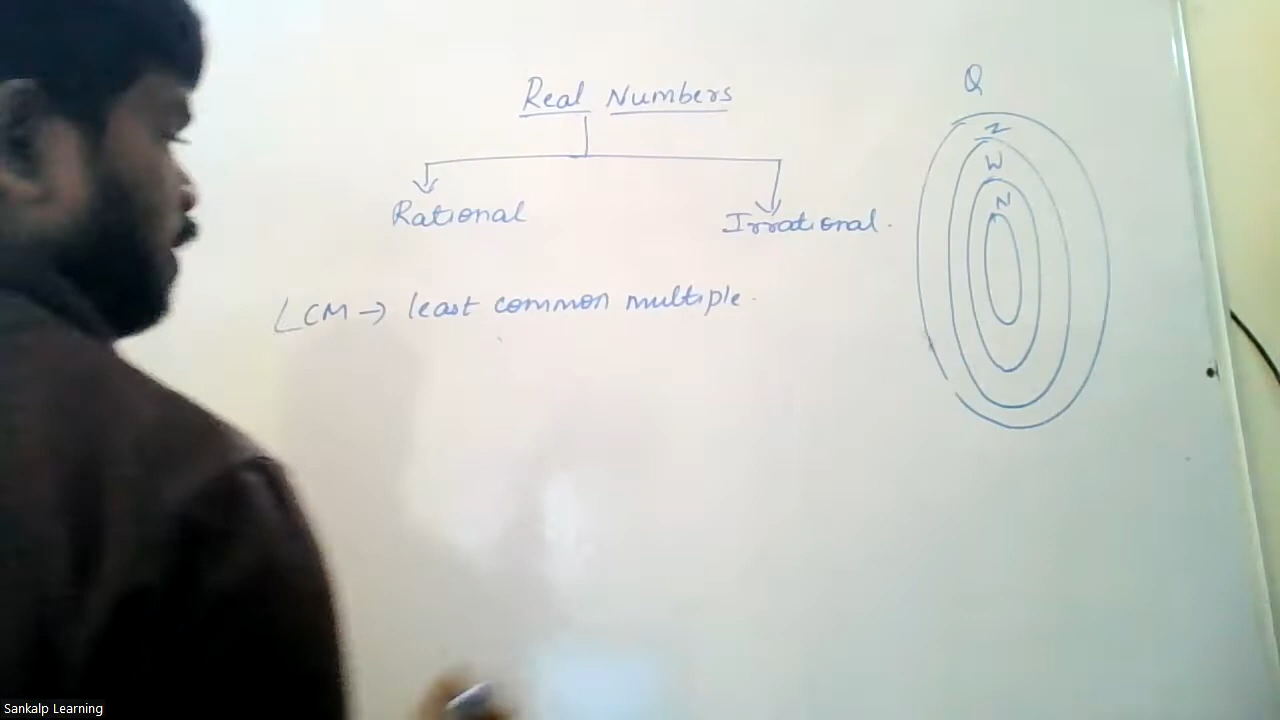 Real Numbers
Rational
Irrational.
LCM → least common multiple.
Q
Z
W
N
Sankalp Learning